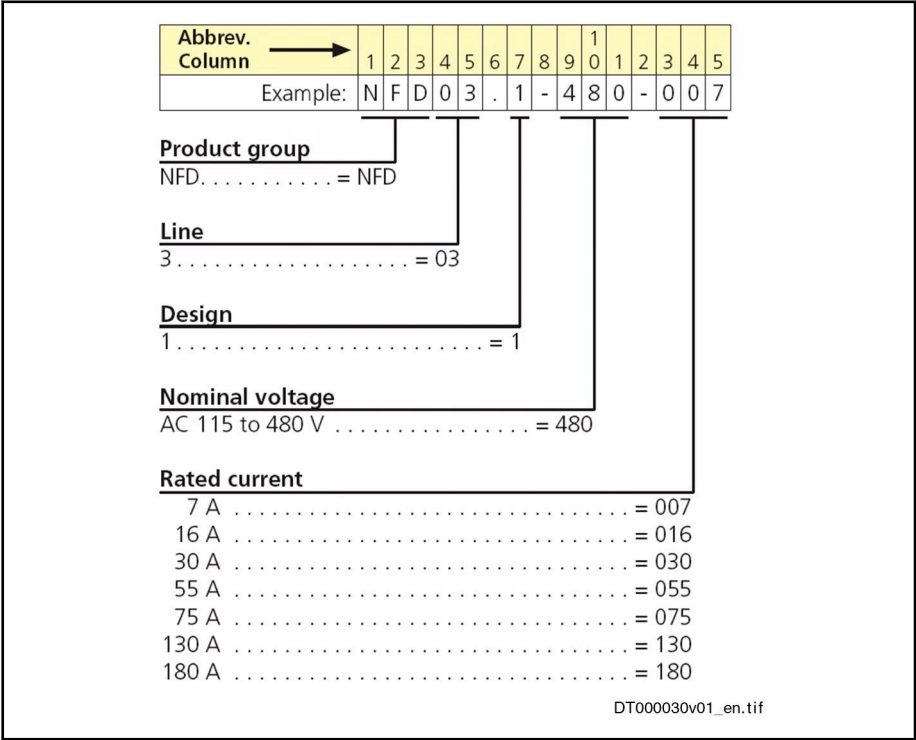 Abbrev. Column 1 2 3 4 5 6 7 8 9 10 1 2 3 4 5
Example: N F D 0 3 . 1 - 4 8 0 - 0 0 7
Product group
NFD. . . . . . . . . . . = NFD
Line
3. . . . . . . . . . . . . . . . . . . = 03
Design
1. . . . . . . . . . . . . . . . . . . . . . . . . = 1
Nominal voltage
AC 115 to 480 V . . . . . . . . . . . . . . . . = 480
Rated current
7 A . . . . . . . . . . . . . . . . . . . . . . . . . . . . . . . . = 007
16 A . . . . . . . . . . . . . . . . . . . . . . . . . . . . . . . . = 016
30 A . . . . . . . . . . . . . . . . . . . . . . . . . . . . . . . . = 030
55 A . . . . . . . . . . . . . . . . . . . . . . . . . . . . . . . . = 055
75 A . . . . . . . . . . . . . . . . . . . . . . . . . . . . . . . . = 075
130 A . . . . . . . . . . . . . . . . . . . . . . . . . . . . . . . . = 130
180 A . . . . . . . . . . . . . . . . . . . . . . . . . . . . . . . . = 180
DT000030v01_en.tif